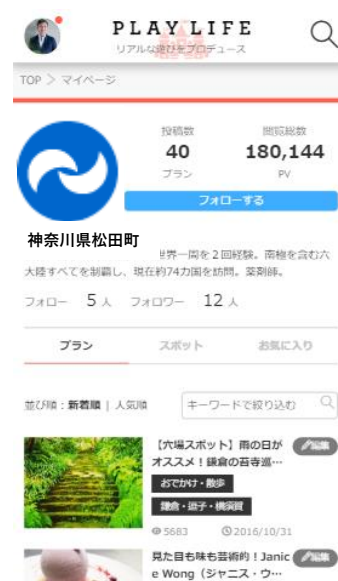 PLAY LIFE
リアルな遊びをプロデュース
TOP > マイページ
投稿数
閲覧総数
40
180,144
プラン
PV
フォローする
神奈川県松田町
世界一周を2回経験。南極を含む六
大陸すべてを制覇し、現在約74カ国を訪問。薬剤師。
フォロー 5人 フォロワー 12人
プラン
スポット
お気に入り
並び順：新着順 | 人気順
キーワードで絞り込む
【穴場スポット】雨の日が
編集
オススメ！鎌倉の苔寺巡…
おでかけ・散歩
鎌倉・逗子・横須賀
5683
2016/10/31
見た目も味も芸術的！Janic
編集
e Wong（ジャニス・ウ…